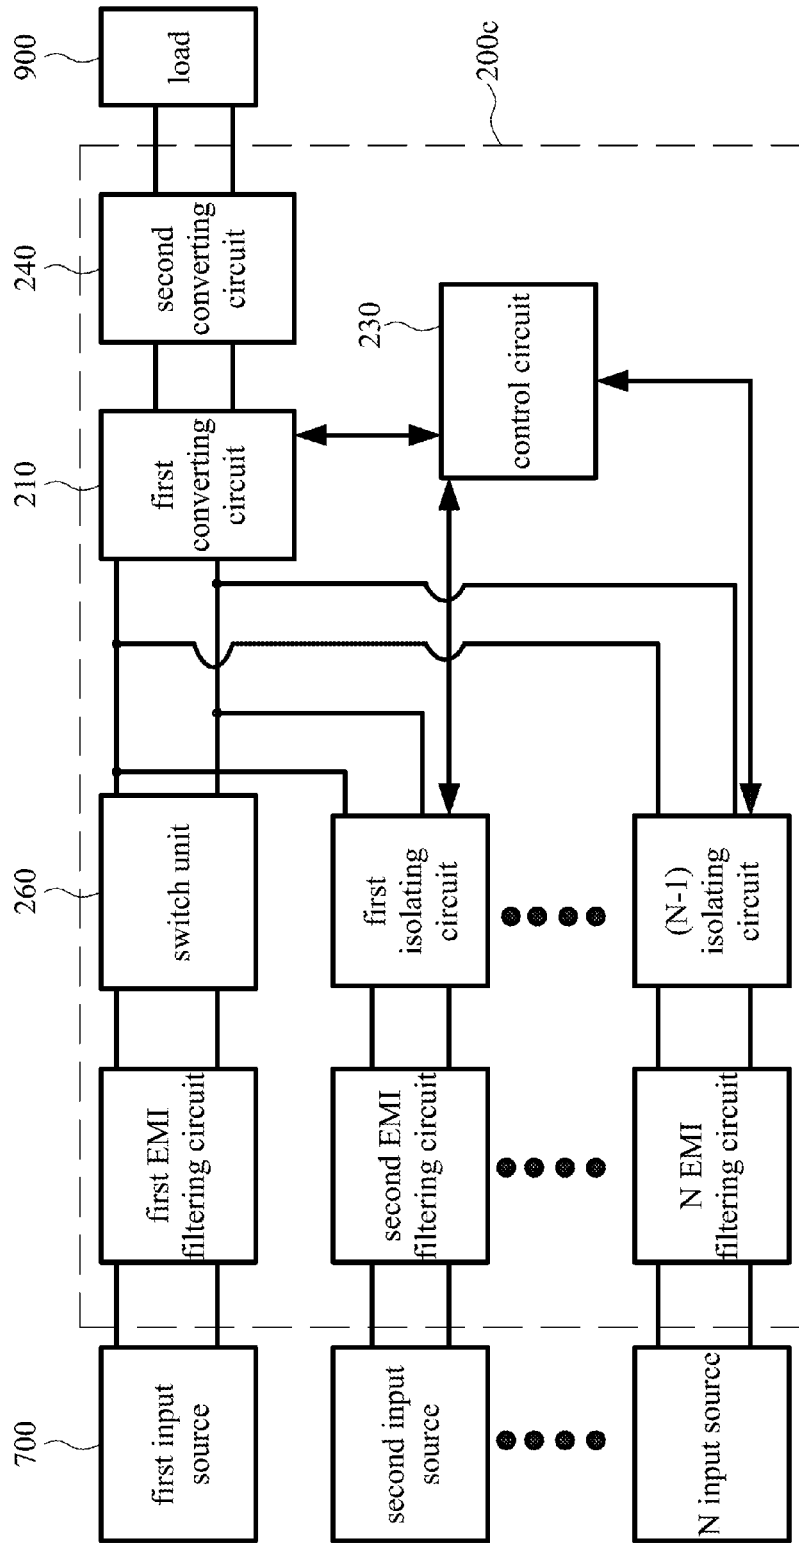 700
260
210
240
900
first input
source
first EMI
filtering circuit
switch unit
first
converting
circuit
second
converting
circuit
load
200c
230
control circuit
second input
source
second EMI
filtering circuit
first
isolating
circuit
N input source
N EMI
filtering circuit
(N-1)
isolating
circuit